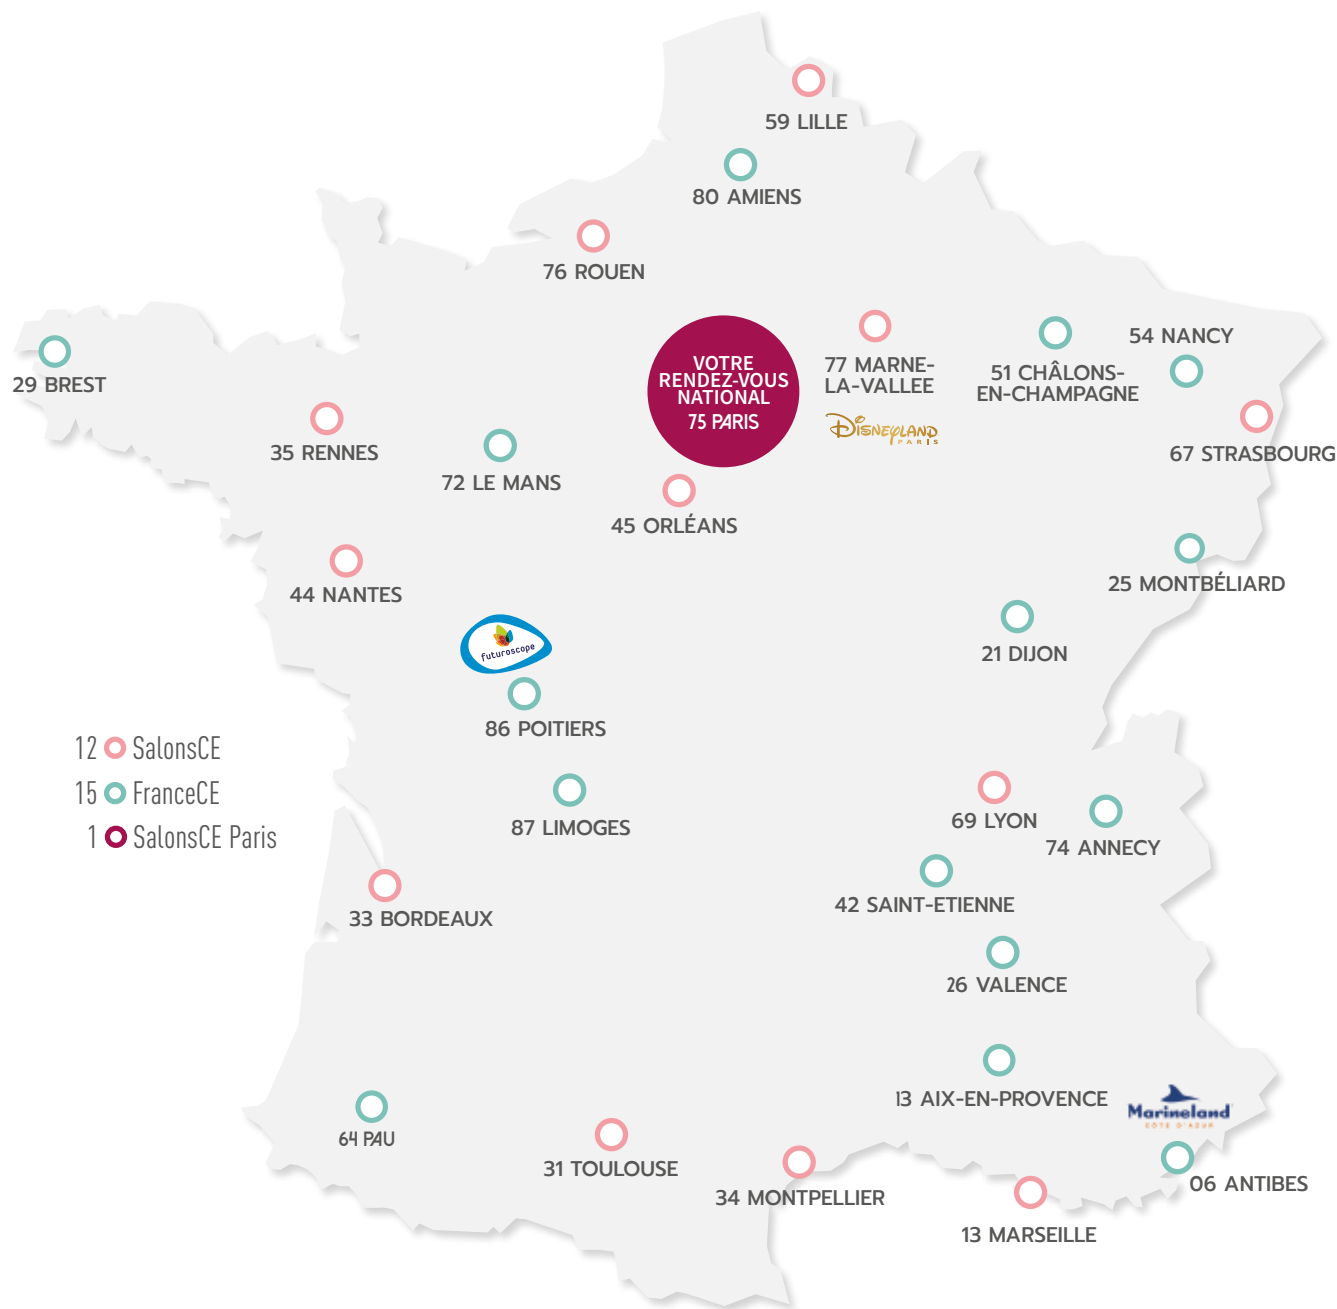 59 LILLE
80 AMIENS
76 ROUEN
VOTRE
RENDEZ-VOUS
NATIONAL
75 PARIS
77 MARNE-
LA-VALLEE
DISNEYLAND
PARIS
51 CHÂLONS-
EN-CHAMPAGNE
54 NANCY
67 STRASBOURG
29 BREST
35 RENNES
72 LE MANS
45 ORLÉANS
44 NANTES
25 MONTBÉLIARD
21 DIJON
futuroscope
86 POITIERS
12 SalonsCE
15 FranceCE
1 SalonsCE Paris
87 LIMOGES
69 LYON
74 ANNECY
42 SAINT-ETIENNE
33 BORDEAUX
26 VALENCE
13 AIX-EN-PROVENCE
Marineland
CÔTE D'AZUR
64 PAU
31 TOULOUSE
34 MONTPELLIER
06 ANTIBES
13 MARSEILLE